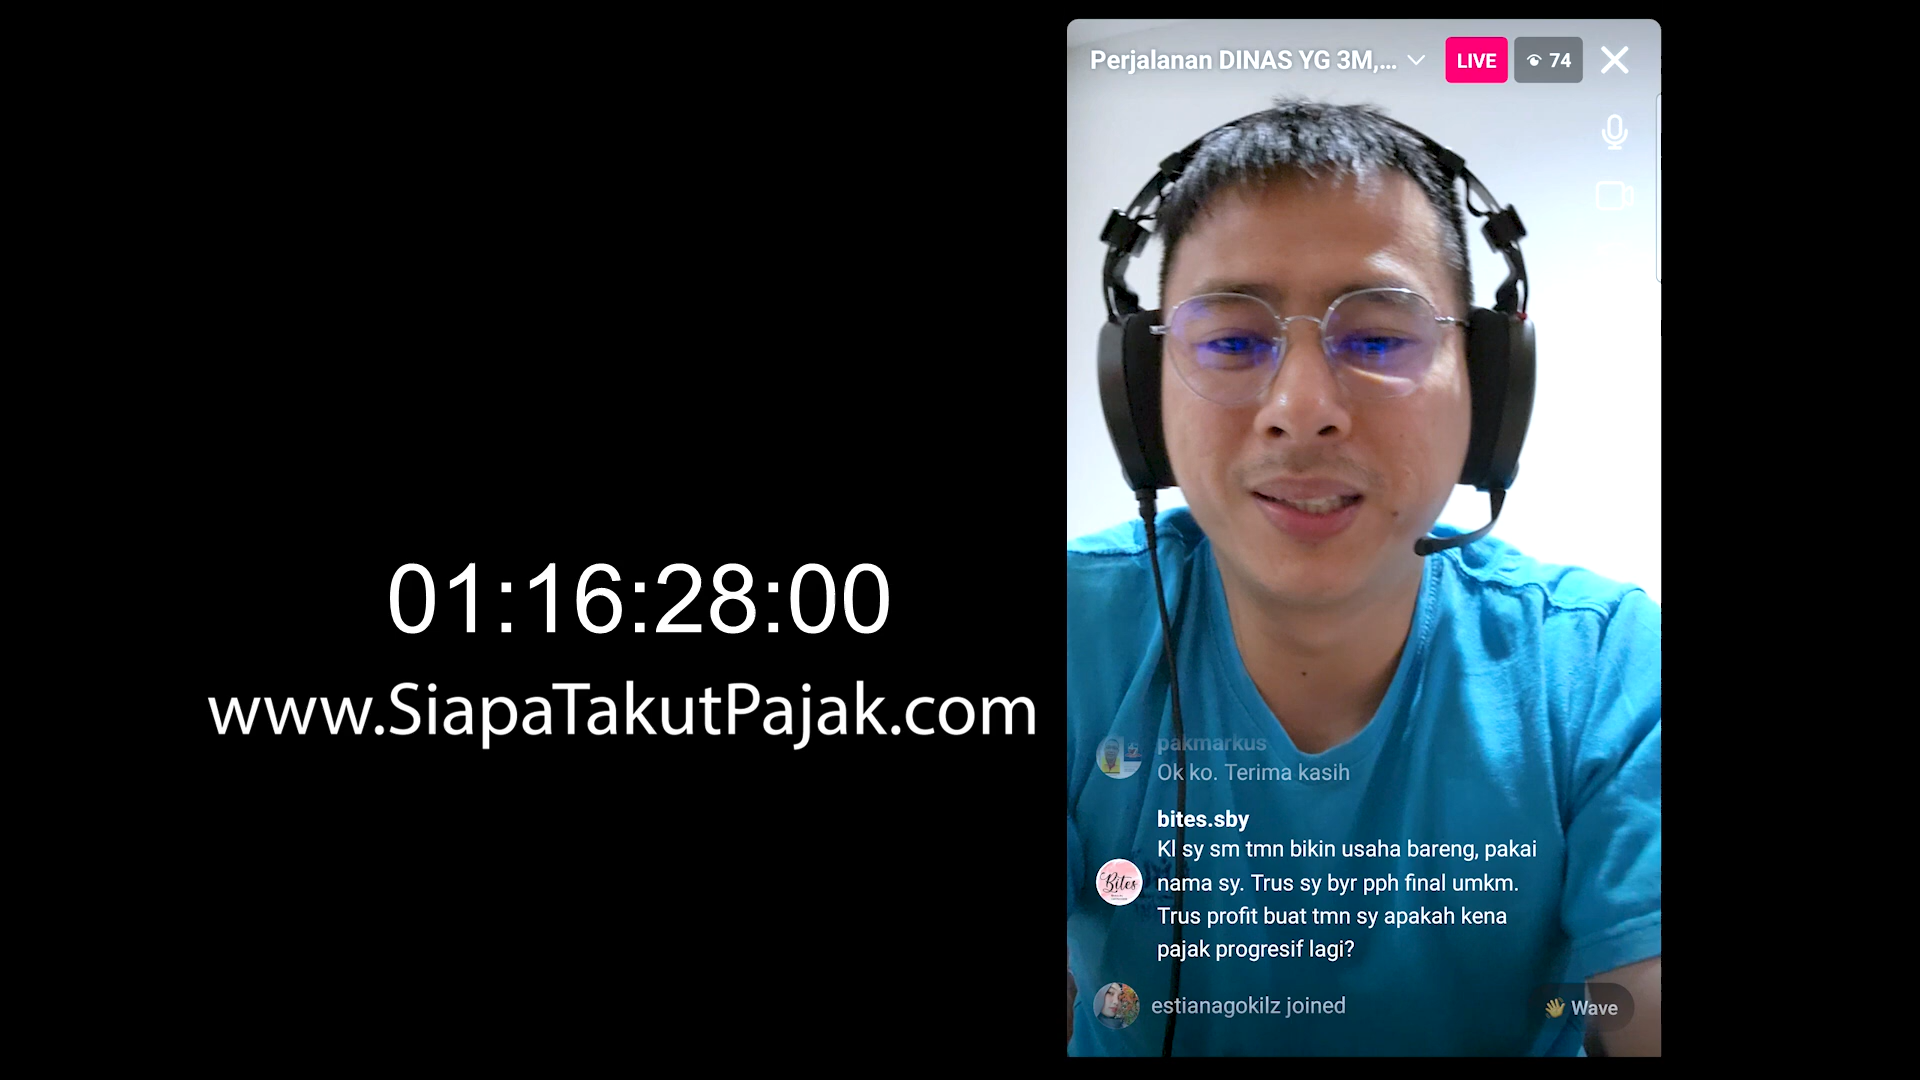 Perjalanan DINAS YG 3M,...
LIVE
74
01:16:28:00
www.SiapaTakutPajak.com
pakmarkus
Ok ko. Terima kasih
bites.sby
Kl sy sm tmn bikin usaha bareng, pakai
nama sy. Trus sy byr pph final umkm.
Trus profit buat tmn sy apakah kena
pajak progresif lagi?
Bites
estianagokilz joined
Wave